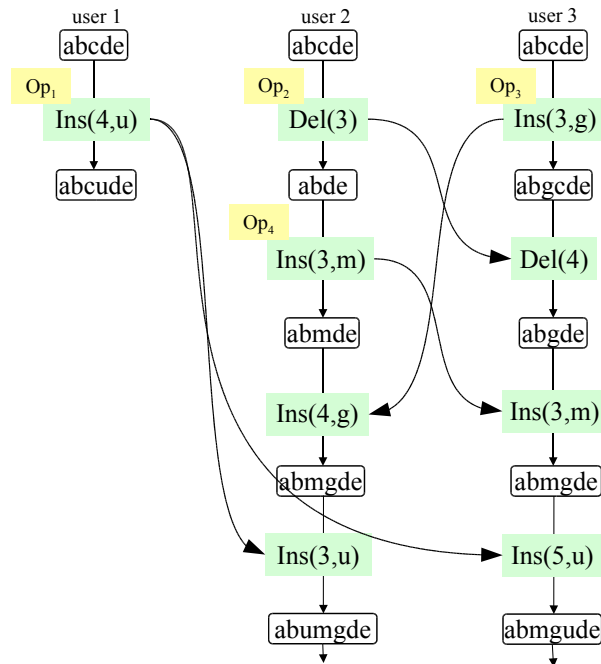 user 1 user 2 user 3
abcde abcde abcde
Op1 Op2 Op3
Ins(4,u) Del(3) Ins(3,g)
abcude abde abgcde
Op4
Ins(3,m) Del(4)
abmde abgde
Ins(4,g) Ins(3,m)
abmgde abmgde
Ins(3,u) Ins(5,u)
abumgde abmgude